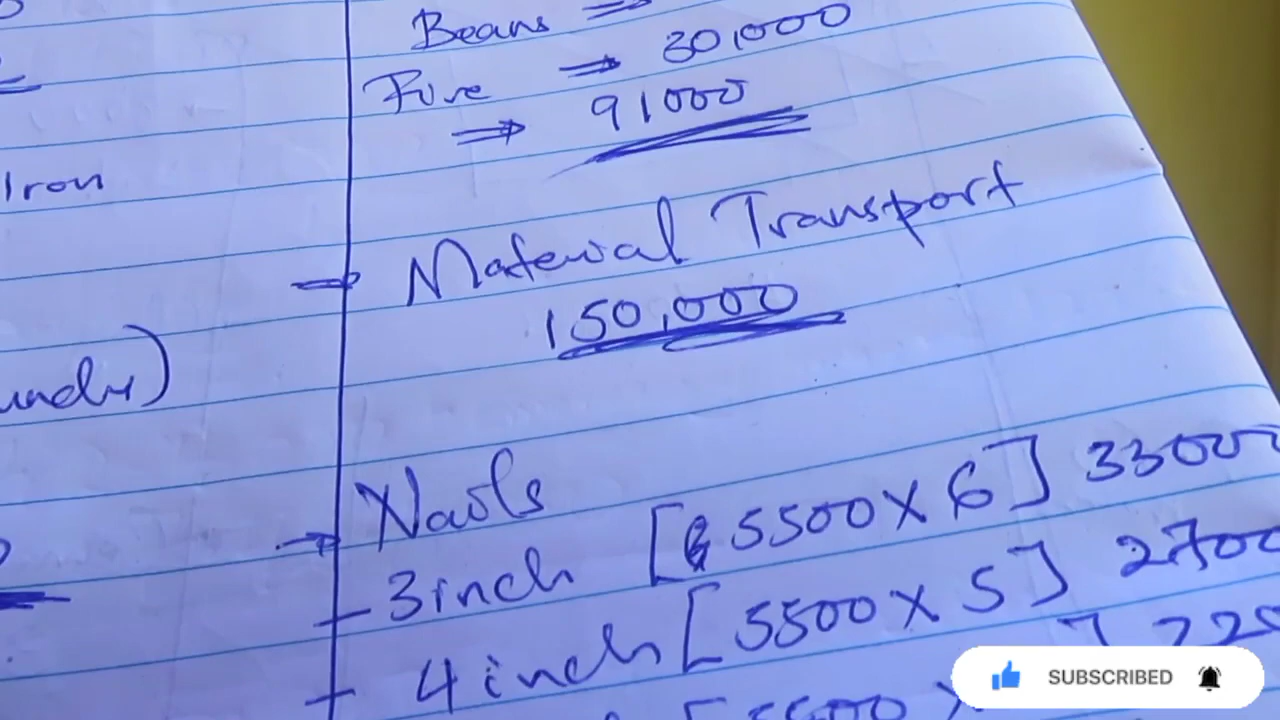 Beans ⇒
Fire ⇒ 30,000
⇒ 91000
Iron
→ Material Transport
150,000
→ Nails
- 3inch [5500 X 6] 33000
- 4inch [5500 X 5] 2700
[5500 X
SUBSCRIBED